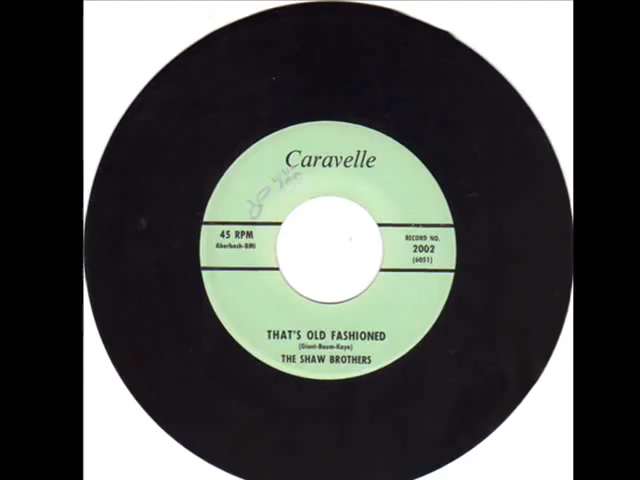 Caravelle
45 RPM
Aberbach-BMI
RECORD NO.
2002
(6051)
THAT'S OLD FASHIONED
(Giant-Baum-Kaye)
THE SHAW BROTHERS